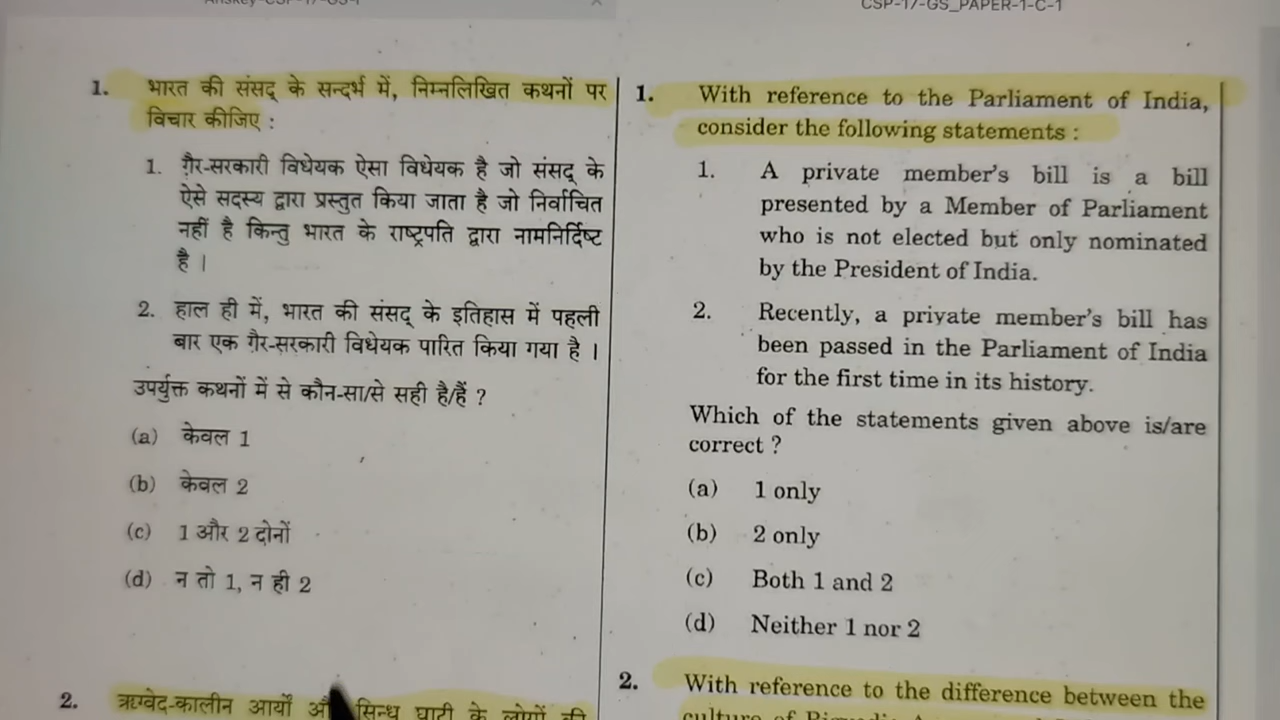 Anskey-CSP-17-GS-I
CSP-17-GS_PAPER-1-C-1
1. भारत की संसद् के सन्दर्भ में, निम्नलिखित कथनों पर
विचार कीजिए :
1. ग़ैर-सरकारी विधेयक ऐसा विधेयक है जो संसद् के
ऐसे सदस्य द्वारा प्रस्तुत किया जाता है जो निर्वाचित
नहीं है किन्तु भारत के राष्ट्रपति द्वारा नामनिर्दिष्ट
है ।
2. हाल ही में, भारत की संसद् के इतिहास में पहली
बार एक ग़ैर-सरकारी विधेयक पारित किया गया है ।
उपर्युक्त कथनों में से कौन-सा/से सही है/हैं ?
(a) केवल 1
(b) केवल 2
(c) 1 और 2 दोनों
(d) न तो 1, न ही 2
2. ऋग्वेद-कालीन आर्यों और सिन्धु घाटी के लोगों की
1. With reference to the Parliament of India,
consider the following statements :
1. A private member's bill is a bill
presented by a Member of Parliament
who is not elected but only nominated
by the President of India.
2. Recently, a private member's bill has
been passed in the Parliament of India
for the first time in its history.
Which of the statements given above is/are
correct ?
(a) 1 only
(b) 2 only
(c) Both 1 and 2
(d) Neither 1 nor 2
2. With reference to the difference between the
culture of